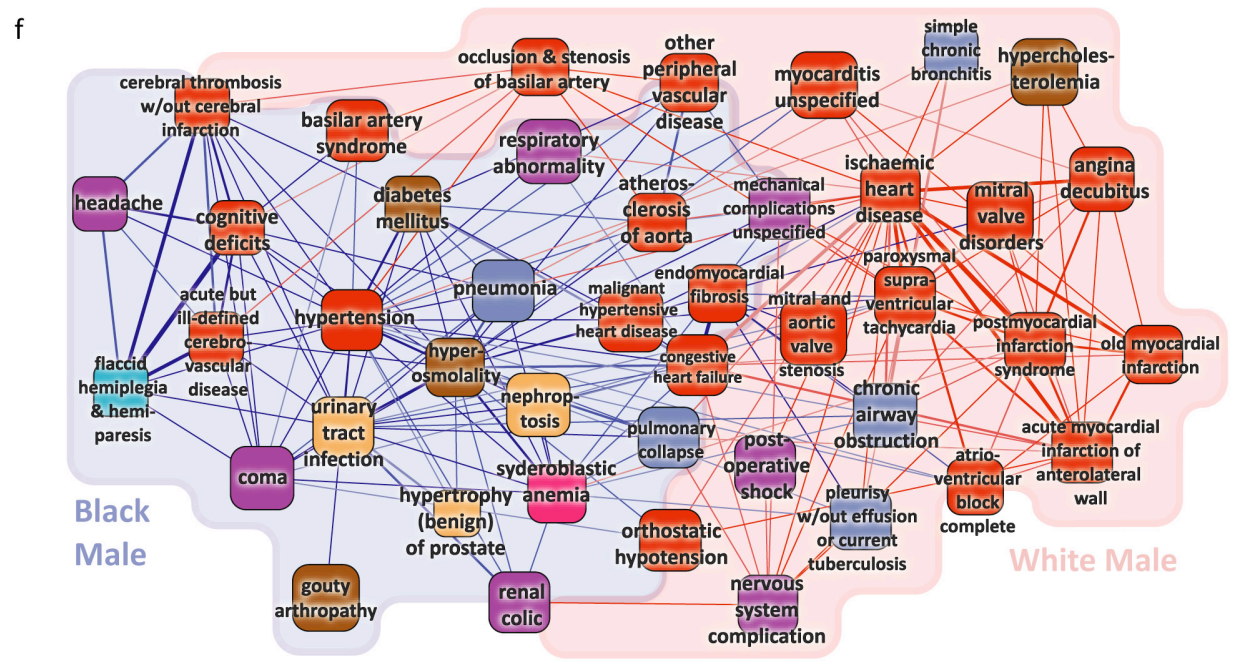 f
cerebral thrombosis
w/out cerebral
infarction
basilar artery
syndrome
occlusion & stenosis
of basilar artery
other
peripheral
vascular
disease
myocarditis
unspecified
simple
chronic
bronchitis
hypercholes-
terolemia
respiratory
abnormality
headache
cognitive
deficits
diabetes
mellitus
atheros-
clerosis
of aorta
mechanical
complications
unspecified
ischaemic
heart
disease
mitral
valve
disorders
angina
decubitus
acute but
ill-defined
cerebro-
vascular
disease
hypertension
pneumonia
malignant
hypertensive
heart disease
endomyocardial
fibrosis
mitral and
aortic
valve
stenosis
paroxysmal
supra-
ventricular
tachycardia
postmyocardial
infarction
syndrome
old myocardial
infarction
flaccid
hemiplegia
& hemi-
paresis
hyper-
osmolality
congestive
heart failure
urinary
tract
infection
nephrop-
tosis
pulmonary
collapse
chronic
airway
obstruction
acute myocardial
infarction of
anterolateral
wall
coma
syderoblastic
anemia
post-
operative
shock
atrio-
ventricular
block
complete
hypertrophy
(benign)
of prostate
orthostatic
hypotension
pleurisy
w/out effusion
or current
tuberculosis
Black
Male
White Male
gouty
arthropathy
renal
colic
nervous
system
complication